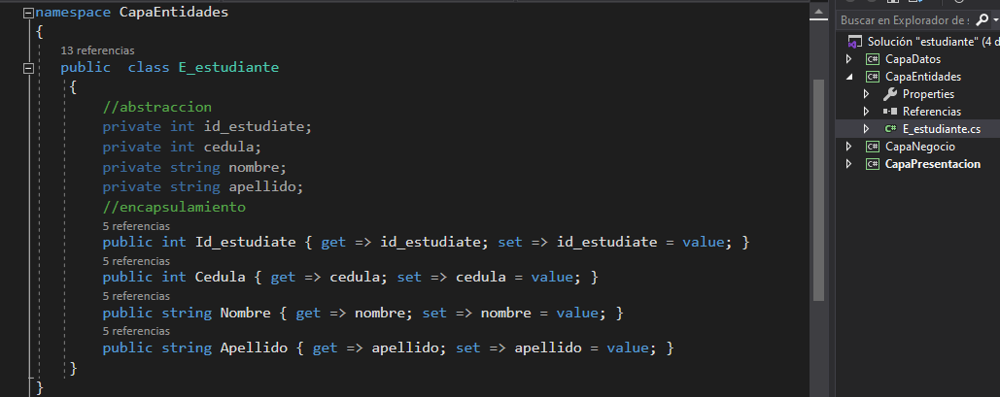 namespace CapaEntidades
{
13 referencias
public  class E_estudiante
{
//abstraccion
private int id_estudiate;
private int cedula;
private string nombre;
private string apellido;
//encapsulamiento
5 referencias
public int Id_estudiate { get => id_estudiate; set => id_estudiate = value; }
5 referencias
public int Cedula { get => cedula; set => cedula = value; }
5 referencias
public string Nombre { get => nombre; set => nombre = value; }
5 referencias
public string Apellido { get => apellido; set => apellido = value; }
}
}
Buscar en Explorador de s
Solución "estudiante" (4 d
C# CapaDatos
C# CapaEntidades
Properties
Referencias
C# E_estudiante.cs
C# CapaNegocio
C# CapaPresentacion